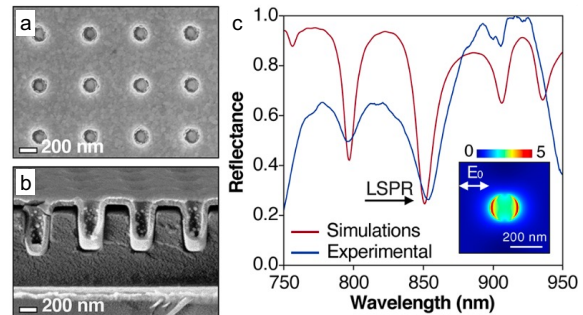 a
200 nm
b
200 nm
c
Reflectance
1.0
0.8
0.6
0.4
0.2
0.0
LSPR
Simulations
Experimental
0 5
E0
200 nm
750 800 850 900 950
Wavelength (nm)